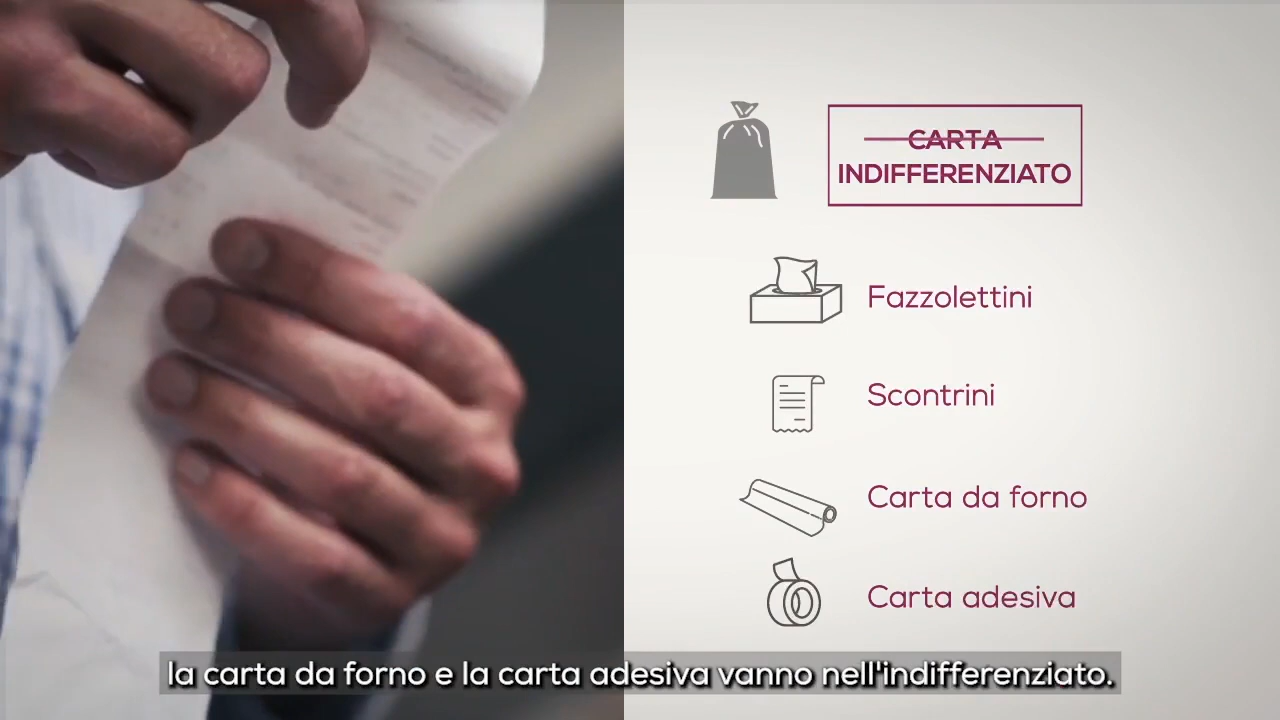 CARTA
INDIFFERENZIATO
Fazzolettini
Scontrini
Carta da forno
Carta adesiva
la carta da forno e la carta adesiva vanno nell'indifferenziato.